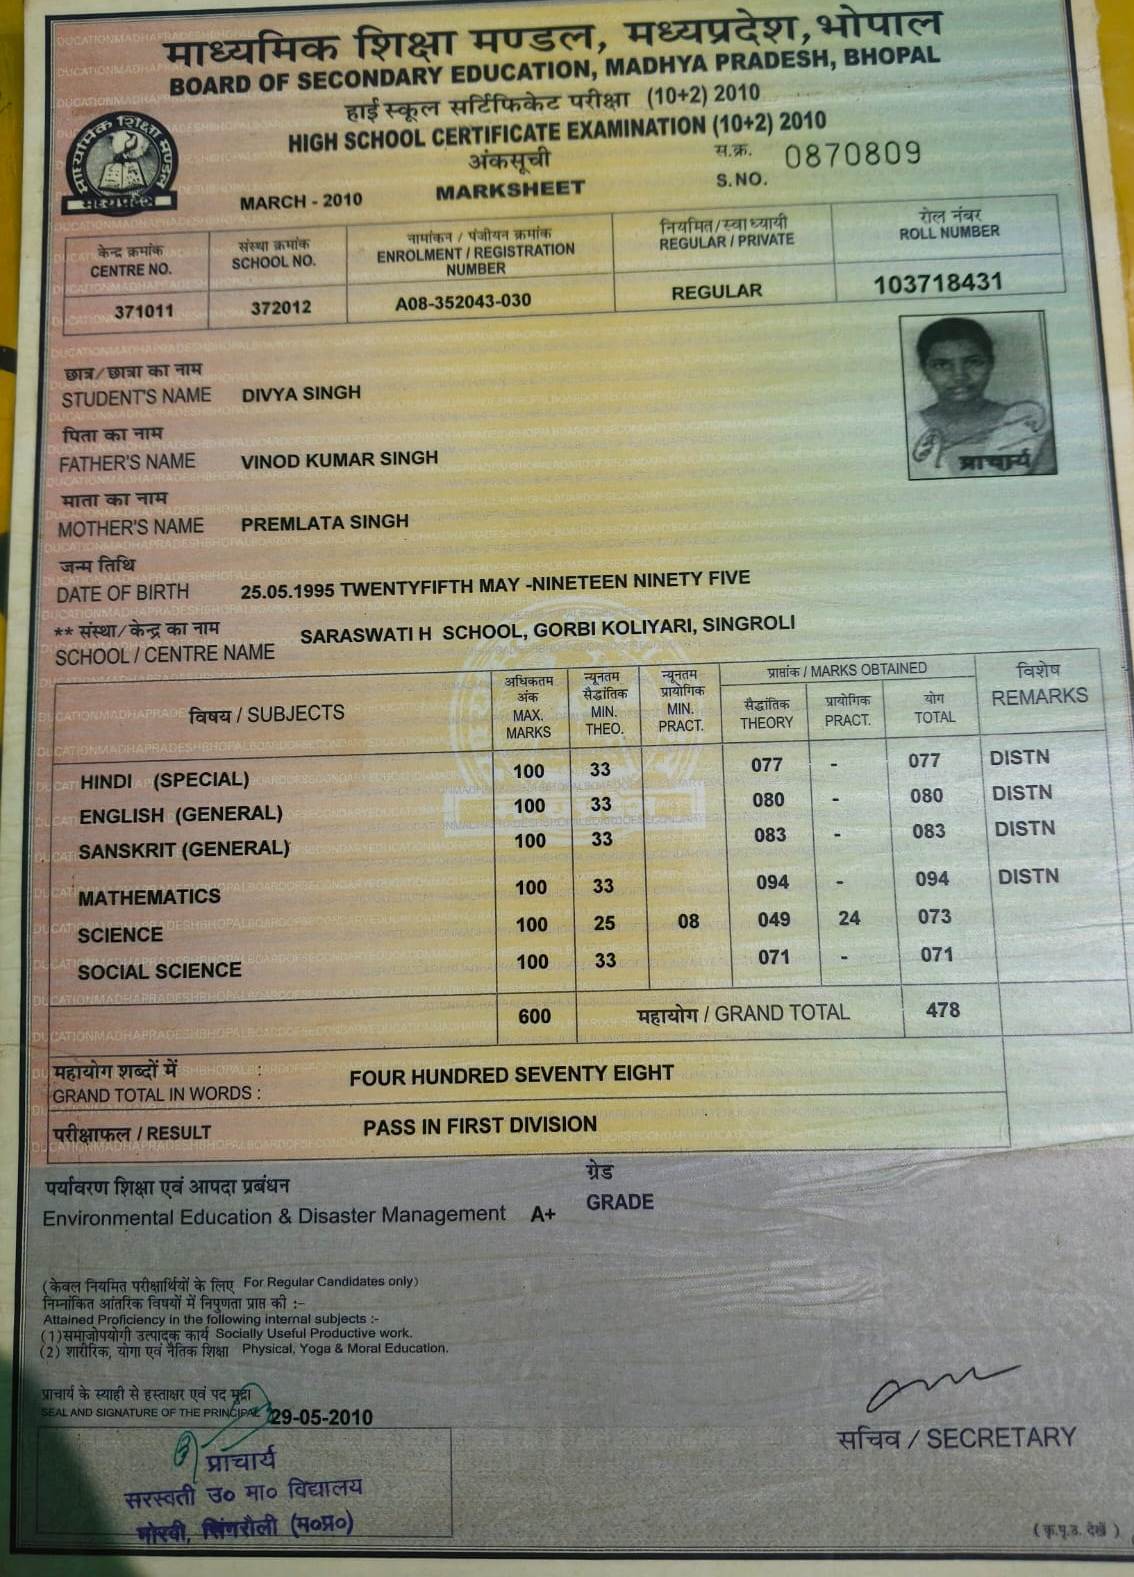 माध्यमिक शिक्षा मण्डल, मध्यप्रदेश, भोपाल
BOARD OF SECONDARY EDUCATION, MADHYA PRADESH, BHOPAL
हाई स्कूल सर्टिफिकेट परीक्षा (10+2) 2010
HIGH SCHOOL CERTIFICATE EXAMINATION (10+2) 2010
माध्यमिक शिक्षा मण्डल
मध्यप्रदेश
अंकसूची
MARKSHEET
स.क्र.
S.NO.
0870809
MARCH - 2010
केन्द्र क्रमांक
CENTRE NO.
संस्था क्रमांक
SCHOOL NO.
नामांकन / पंजीयन क्रमांक
ENROLMENT / REGISTRATION
NUMBER
नियमित/स्वाध्यायी
REGULAR / PRIVATE
रोल नंबर
ROLL NUMBER
371011 372012 A08-352043-030 REGULAR 103718431
छात्र/छात्रा का नाम
STUDENT'S NAME DIVYA SINGH
पिता का नाम
FATHER'S NAME VINOD KUMAR SINGH
प्राचार्य
माता का नाम
MOTHER'S NAME PREMLATA SINGH
जन्म तिथि
DATE OF BIRTH 25.05.1995 TWENTYFIFTH MAY -NINETEEN NINETY FIVE
** संस्था/केन्द्र का नाम
SCHOOL / CENTRE NAME SARASWATI H SCHOOL, GORBI KOLIYARI, SINGROLI
विषय / SUBJECTS
अधिकतम
अंक
MAX.
MARKS
न्यूनतम
सैद्धांतिक
MIN.
THEO.
न्यूनतम
प्रायोगिक
MIN.
PRACT.
प्राप्तांक / MARKS OBTAINED
सैद्धांतिक
THEORY
प्रायोगिक
PRACT.
योग
TOTAL
विशेष
REMARKS
HINDI (SPECIAL) 100 33 077 - 077 DISTN
ENGLISH (GENERAL) 100 33 080 - 080 DISTN
SANSKRIT (GENERAL) 100 33 083 - 083 DISTN
MATHEMATICS 100 33 094 - 094 DISTN
SCIENCE 100 25 08 049 24 073
SOCIAL SCIENCE 100 33 071 - 071
600 महायोग / GRAND TOTAL 478
महायोग शब्दों में :
GRAND TOTAL IN WORDS : FOUR HUNDRED SEVENTY EIGHT
परीक्षाफल / RESULT PASS IN FIRST DIVISION
पर्यावरण शिक्षा एवं आपदा प्रबंधन
Environmental Education & Disaster Management A+
ग्रेड
GRADE
(केवल नियमित परीक्षार्थियों के लिए For Regular Candidates only)
निम्नांकित आंतरिक विषयों में निपुणता प्राप्त की :-
Attained Proficiency in the following internal subjects :-
(1) समाजोपयोगी उत्पादक कार्य Socially Useful Productive work.
(2) शारीरिक, योगा एवं नैतिक शिक्षा Physical, Yoga & Moral Education.
प्राचार्य के स्याही से हस्ताक्षर एवं पद मुद्रा
SEAL AND SIGNATURE OF THE PRINCIPAL 29-05-2010
प्राचार्य
सरस्वती उ० मा० विद्यालय
मोरवी, सिंगरौली (म०प्र०)
सचिव / SECRETARY
(कृ.पृ.उ. देखें)